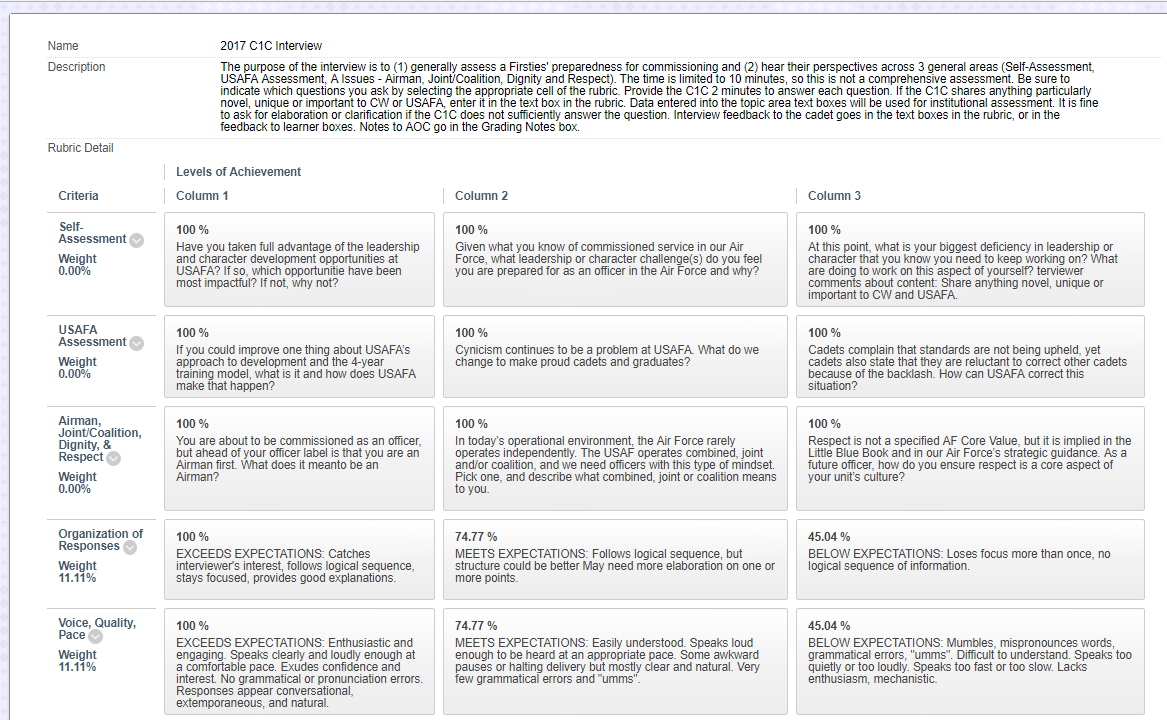 Name 2017 C1C Interview
Description The purpose of the interview is to (1) generally assess a Firsties' preparedness for commissioning and (2) hear their perspectives across 3 general areas (Self-Assessment,
USAFA Assessment, A Issues - Airman, Joint/Coalition, Dignity and Respect). The time is limited to 10 minutes, so this is not a comprehensive assessment. Be sure to
indicate which questions you ask by selecting the appropriate cell of the rubric. Provide the C1C 2 minutes to answer each question. If the C1C shares anything particularly
novel, unique or important to CW or USAFA, enter it in the text box in the rubric. Data entered into the topic area text boxes will be used for institutional assessment. It is fine
to ask for elaboration or clarification if the C1C does not sufficiently answer the question. Interview feedback to the cadet goes in the text boxes in the rubric, or in the
feedback to learner boxes. Notes to AOC go in the Grading Notes box.
Rubric Detail
Levels of Achievement
Criteria Column 1 Column 2 Column 3
Self-
Assessment
Weight
0.00%
100 %
Have you taken full advantage of the leadership
and character development opportunities at
USAFA? If so, which opportunitie have been
most impactful? If not, why not?
100 %
Given what you know of commissioned service in our Air
Force, what leadership or character challenge(s) do you feel
you are prepared for as an officer in the Air Force and why?
100 %
At this point, what is your biggest deficiency in leadership or
character that you know you need to keep working on? What
are doing to work on this aspect of yourself? terviewer
comments about content: Share anything novel, unique or
important to CW and USAFA.
USAFA
Assessment
Weight
0.00%
100 %
If you could improve one thing about USAFA's
approach to development and the 4-year
training model, what is it and how does USAFA
make that happen?
100 %
Cynicism continues to be a problem at USAFA. What do we
change to make proud cadets and graduates?
100 %
Cadets complain that standards are not being upheld, yet
cadets also state that they are reluctant to correct other cadets
because of the backlash. How can USAFA correct this
situation?
Airman,
Joint/Coalition,
Dignity, &
Respect
Weight
0.00%
100 %
You are about to be commissioned as an officer,
but ahead of your officer label is that you are an
Airman first. What does it meanto be an
Airman?
100 %
In today's operational environment, the Air Force rarely
operates independently. The USAF operates combined, joint
and/or coalition, and we need officers with this type of mindset.
Pick one, and describe what combined, joint or coalition means
to you.
100 %
Respect is not a specified AF Core Value, but it is implied in the
Little Blue Book and in our Air Force's strategic guidance. As a
future officer, how do you ensure respect is a core aspect of
your unit's culture?
Organization of
Responses
Weight
11.11%
100 %
EXCEEDS EXPECTATIONS: Catches
interviewer's interest, follows logical sequence,
stays focused, provides good explanations.
74.77 %
MEETS EXPECTATIONS: Follows logical sequence, but
structure could be better May need more elaboration on one or
more points.
45.04 %
BELOW EXPECTATIONS: Loses focus more than once, no
logical sequence of information.
Voice, Quality,
Pace
Weight
11.11%
100 %
EXCEEDS EXPECTATIONS: Enthusiastic and
engaging. Speaks clearly and loudly enough at
a comfortable pace. Exudes confidence and
interest. No grammatical or pronunciation errors.
Responses appear conversational,
extemporaneous, and natural.
74.77 %
MEETS EXPECTATIONS: Easily understood. Speaks loud
enough to be heard at an appropriate pace. Some awkward
pauses or halting delivery but mostly clear and natural. Very
few grammatical errors and "umms".
45.04 %
BELOW EXPECTATIONS: Mumbles, mispronounces words,
grammatical errors, "umms". Difficult to understand. Speaks too
quietly or too loudly. Speaks too fast or too slow. Lacks
enthusiasm, mechanistic.